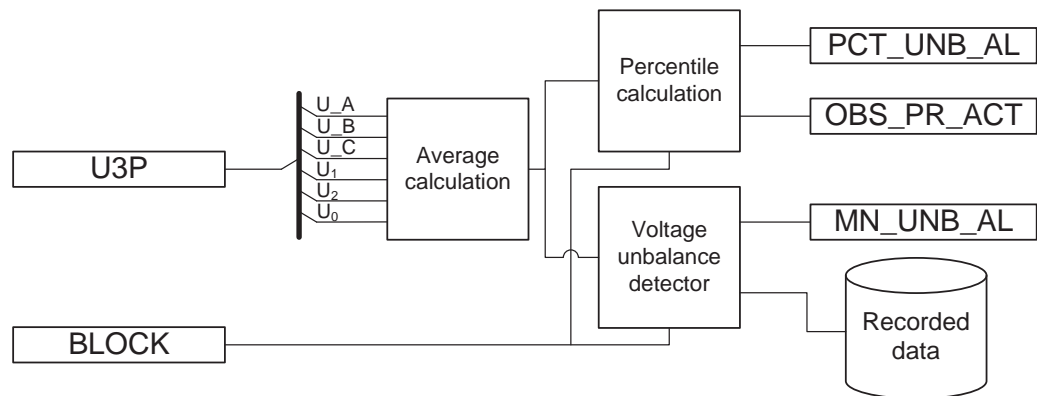 PCT_UNB_AL
Percentile
calculation
OBS_PR_ACT
U_A
U_B
U_C
U₁
U₂
U₀
Average
calculation
U3P
MN_UNB_AL
Voltage
unbalance
detector
Recorded
data
BLOCK